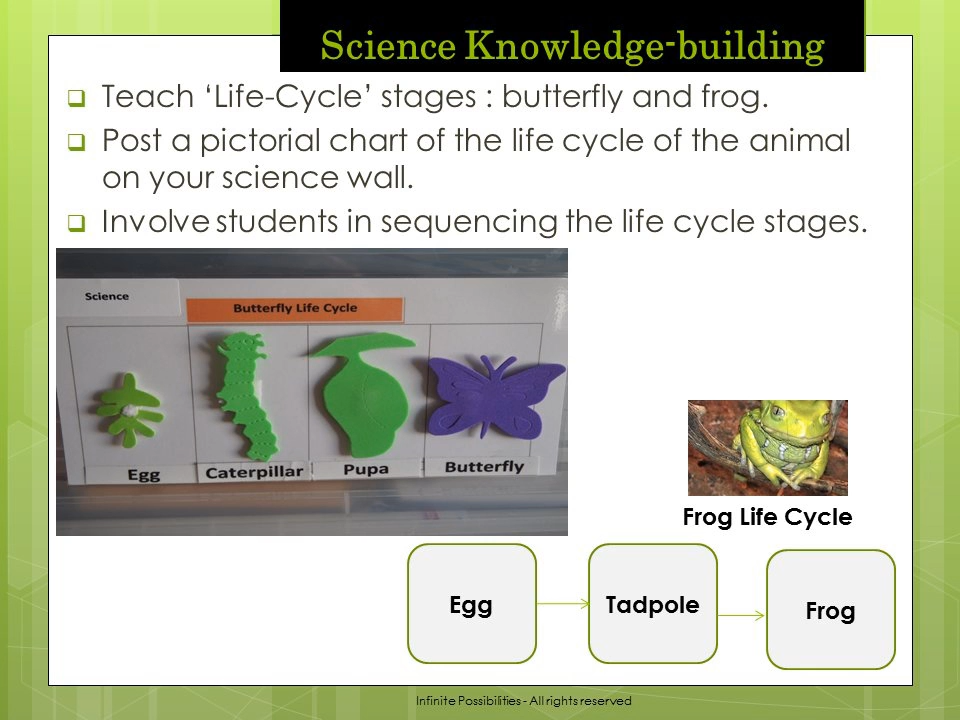 Science Knowledge-building
Teach ‘Life-Cycle’ stages : butterfly and frog.
Post a pictorial chart of the life cycle of the animal
on your science wall.
Involve students in sequencing the life cycle stages.
Science
Butterfly Life Cycle
Egg
Caterpillar
Pupa
Butterfly
Frog Life Cycle
Egg
Tadpole
Frog
Infinite Possibilities - All rights reserved